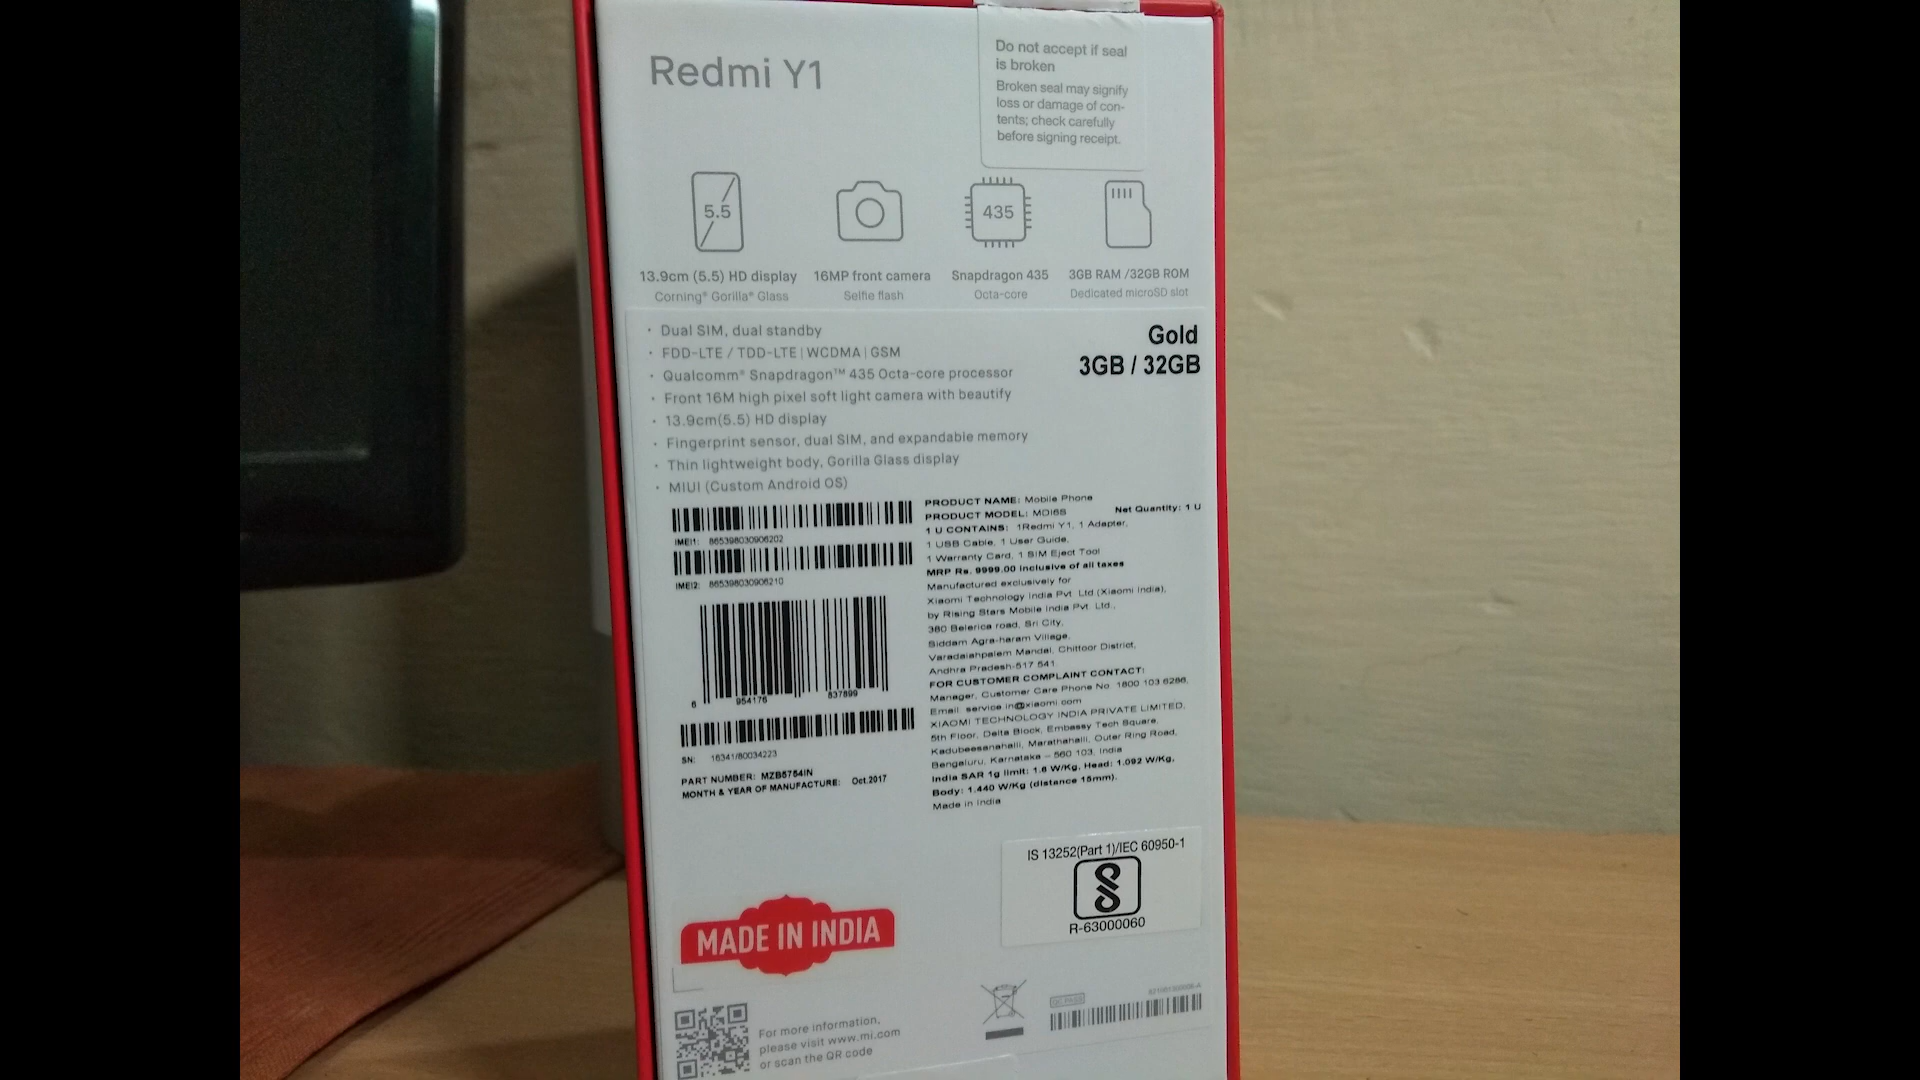 Redmi Y1
Do not accept if seal
is broken
Broken seal may signify
loss or damage of con-
tents; check carefully
before signing receipt.
5.5
435
13.9cm (5.5) HD display
Corning® Gorilla® Glass
16MP front camera
Selfie flash
Snapdragon 435
Octa-core
3GB RAM /32GB ROM
Dedicated microSD slot
· Dual SIM, dual standby
· FDD-LTE / TDD-LTE | WCDMA | GSM
· Qualcomm® Snapdragon™ 435 Octa-core processor
· Front 16M high pixel soft light camera with beautify
· 13.9cm(5.5) HD display
· Fingerprint sensor, dual SIM, and expandable memory
· Thin lightweight body, Gorilla Glass display
· MIUI (Custom Android OS)
Gold
3GB / 32GB
IMEI1: 865398030906202
IMEI2: 865398030906210
6 954176 837899
SN: 16341/80034223
PART NUMBER: MZB5754IN
MONTH & YEAR OF MANUFACTURE: Oct.2017
PRODUCT NAME: Mobile Phone
PRODUCT MODEL: MDI6S Net Quantity: 1 U
1 U CONTAINS: 1Redmi Y1, 1 Adapter,
1 USB Cable, 1 User Guide,
1 Warranty Card, 1 SIM Eject Tool
MRP Rs. 9999.00 inclusive of all taxes
Manufactured exclusively for
Xiaomi Technology India Pvt. Ltd (Xiaomi India),
by Rising Stars Mobile India Pvt. Ltd.,
380 Belerica road, Sri City,
Siddam Agra-haram Village,
Varadaiahpalem Mandal, Chittoor District,
Andhra Pradesh-517 541
FOR CUSTOMER COMPLAINT CONTACT:
Manager, Customer Care Phone No. 1800 103 6286,
Email: service.in@xiaomi.com
XIAOMI TECHNOLOGY INDIA PRIVATE LIMITED,
5th Floor, Delta Block, Embassy Tech Square,
Kadubeesanahalli, Marathahalli, Outer Ring Road,
Bengaluru, Karnataka – 560 103, India
India SAR 1g limit: 1.6 W/Kg, Head: 1.092 W/Kg,
Body: 1.440 W/Kg (distance 15mm).
Made in India
IS 13252(Part 1)/IEC 60950-1
R-63000060
MADE IN INDIA
For more information,
please visit www.mi.com
or scan the QR code
QC PASS